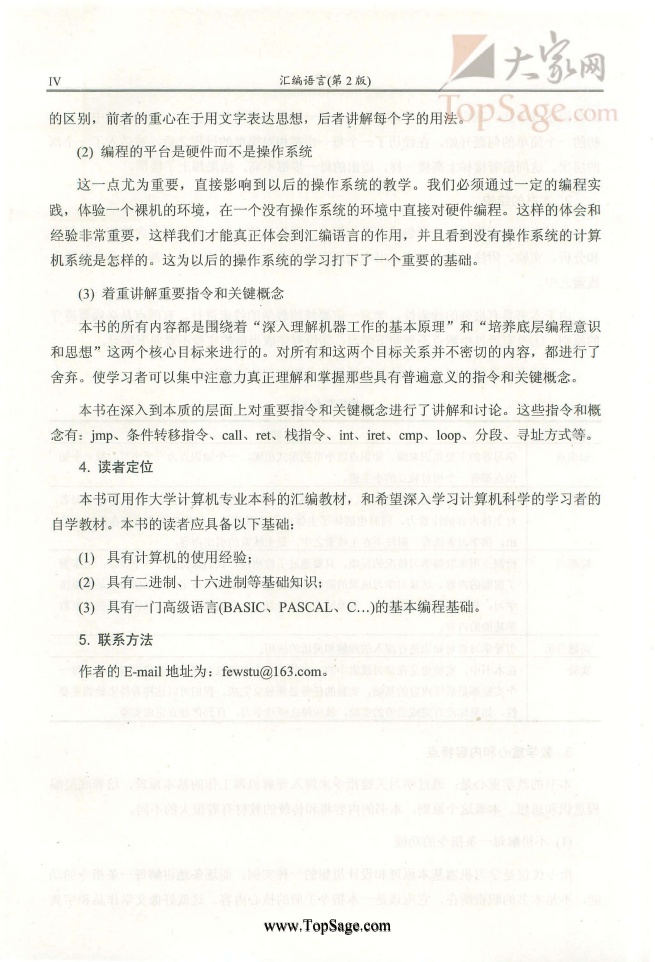 大家网
IV 汇编语言(第 2 版)
TopSage.com
的区别，前者的重心在于用文字表达思想，后者讲解每个字的用法。
(2) 编程的平台是硬件而不是操作系统
这一点尤为重要，直接影响到以后的操作系统的教学。我们必须通过一定的编程实
践，体验一个裸机的环境，在一个没有操作系统的环境中直接对硬件编程。这样的体会和
经验非常重要，这样我们才能真正体会到汇编语言的作用，并且看到没有操作系统的计算
机系统是怎样的。这为以后的操作系统的学习打下了一个重要的基础。
(3) 着重讲解重要指令和关键概念
本书的所有内容都是围绕着“深入理解机器工作的基本原理”和“培养底层编程意识
和思想”这两个核心目标来进行的。对所有和这两个目标关系并不密切的内容，都进行了
舍弃。使学习者可以集中注意力真正理解和掌握那些具有普遍意义的指令和关键概念。
本书在深入到本质的层面上对重要指令和关键概念进行了讲解和讨论。这些指令和概
念有：jmp、条件转移指令、call、ret、栈指令、int、iret、cmp、loop、分段、寻址方式等。
4. 读者定位
本书可用作大学计算机专业本科的汇编教材，和希望深入学习计算机科学的学习者的
自学教材。本书的读者应具备以下基础：
(1) 具有计算机的使用经验；
(2) 具有二进制、十六进制等基础知识；
(3) 具有一门高级语言(BASIC、PASCAL、C…)的基本编程基础。
5. 联系方法
作者的 E-mail 地址为：fewstu@163.com。
www.TopSage.com